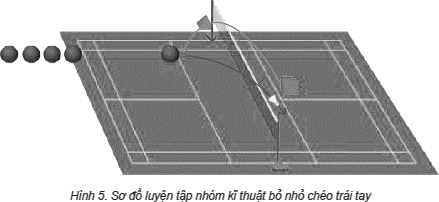 Hình 5. Sơ đồ luyện tập nhóm kĩ thuật bỏ nhỏ chéo trái tay